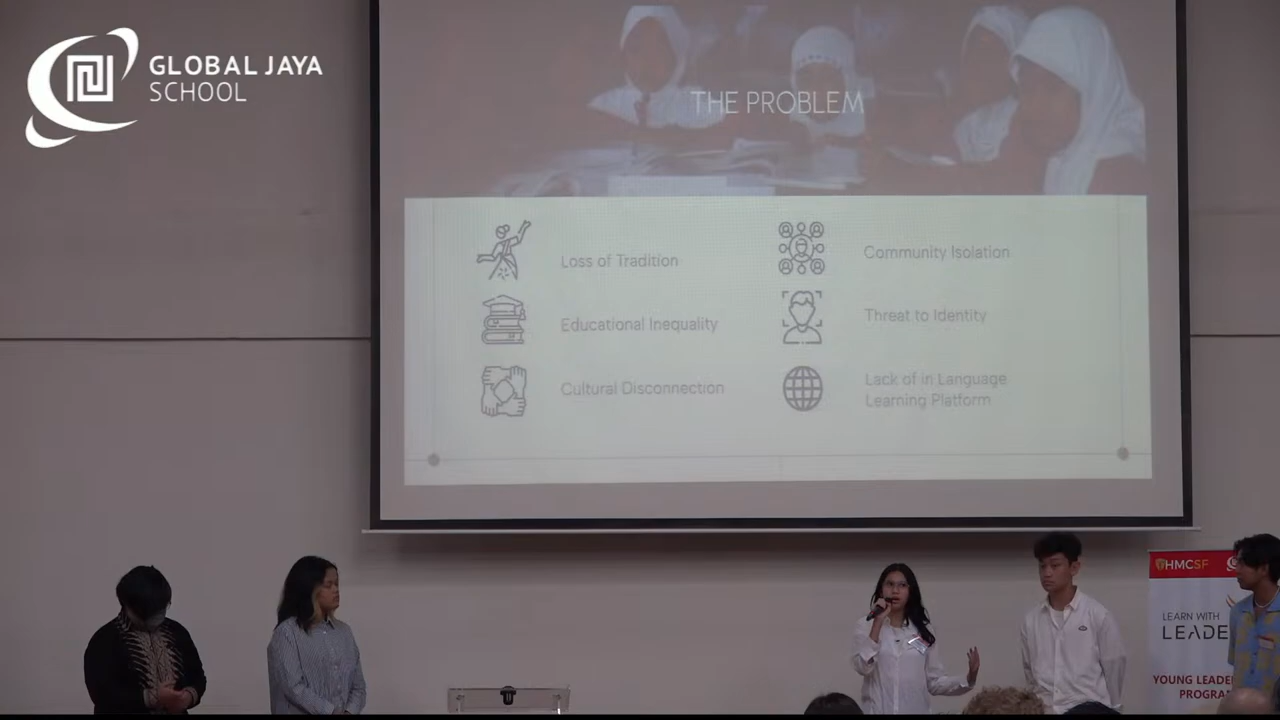 GLOBAL JAYA
SCHOOL
THE PROBLEM
Loss of Tradition
Educational Inequality
Cultural Disconnection
Community Isolation
Threat to Identity
Lack of in Language
Learning Platform
HMCSF
LEARN WITH
LEADE
YOUNG LEADE
PROGRA